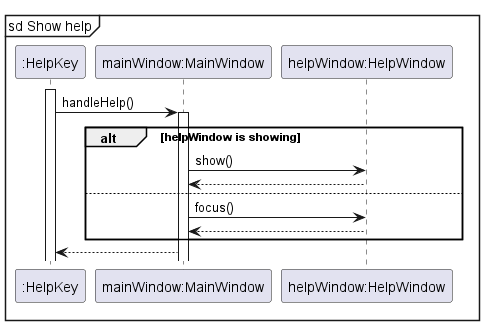 sd Show help
:HelpKey
mainWindow:MainWindow
helpWindow:HelpWindow
handleHelp()
alt
[helpWindow is showing]
show()
focus()
:HelpKey
mainWindow:MainWindow
helpWindow:HelpWindow